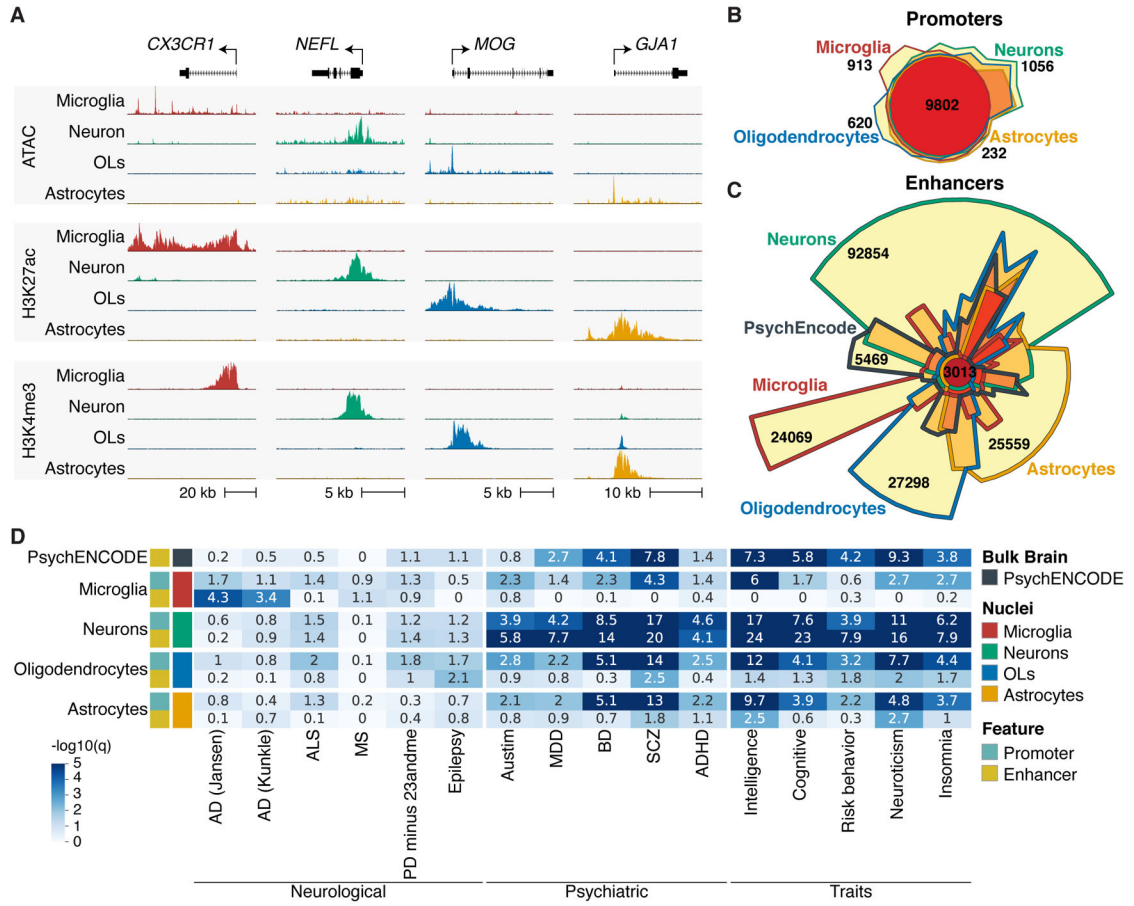 A
CX3CR1 NEFL MOG GJA1
ATAC
Microglia
Neuron
OLs
Astrocytes
H3K27ac
Microglia
Neuron
OLs
Astrocytes
H3K4me3
Microglia
Neuron
OLs
Astrocytes
20 kb 5 kb 5 kb 10 kb
B
Promoters
Microglia
913
Neurons
1056
9802
620
Oligodendrocytes
Astrocytes
232
C
Enhancers
Neurons
92854
PsychEncode
5469
3013
Microglia
24069
25559
Astrocytes
27298
Oligodendrocytes
D
PsychENCODE 0.2 0.5 0.5 0 1.1 1.1 0.8 2.7 4.1 7.8 1.4 7.3 5.8 4.2 9.3 3.8
Microglia
1.7 1.1 1.4 0.9 1.3 0.5 2.3 1.4 2.3 4.3 1.4 6 1.7 0.6 2.7 2.7
4.3 3.4 0.1 1.1 0.9 0 0.8 0 0.1 0 0.4 0 0 0.3 0 0.2
Neurons
0.6 0.8 1.5 0.1 1.2 1.2 3.9 4.2 8.5 17 4.6 17 7.6 3.9 11 6.2
0.2 0.9 1.4 0 1.4 1.3 5.8 7.7 14 20 4.1 24 23 7.9 16 7.9
Oligodendrocytes
1 0.8 2 0.1 1.8 1.7 2.8 2.2 5.1 14 2.5 12 4.1 3.2 7.7 4.4
0.2 0.1 0.8 0 1 2.1 0.9 0.8 0.3 2.5 0.4 1.4 1.3 1.8 2 1.7
Astrocytes
0.8 0.4 1.3 0.2 0.3 0.7 2.1 2 5.1 13 2.2 9.7 3.9 2.2 4.8 3.7
0.1 0.7 0.1 0 0.4 0.8 0.8 0.9 0.7 1.8 1.1 2.5 0.6 0.3 2.7 1
-log10(q)
5
4
3
2
1
0
AD (Jansen)
AD (Kunkle)
ALS
MS
PD minus 23andme
Epilepsy
Austim
MDD
BD
SCZ
ADHD
Intelligence
Cognitive
Risk behavior
Neuroticism
Insomnia
Neurological Psychiatric Traits
Bulk Brain
PsychENCODE
Nuclei
Microglia
Neurons
OLs
Astrocytes
Feature
Promoter
Enhancer